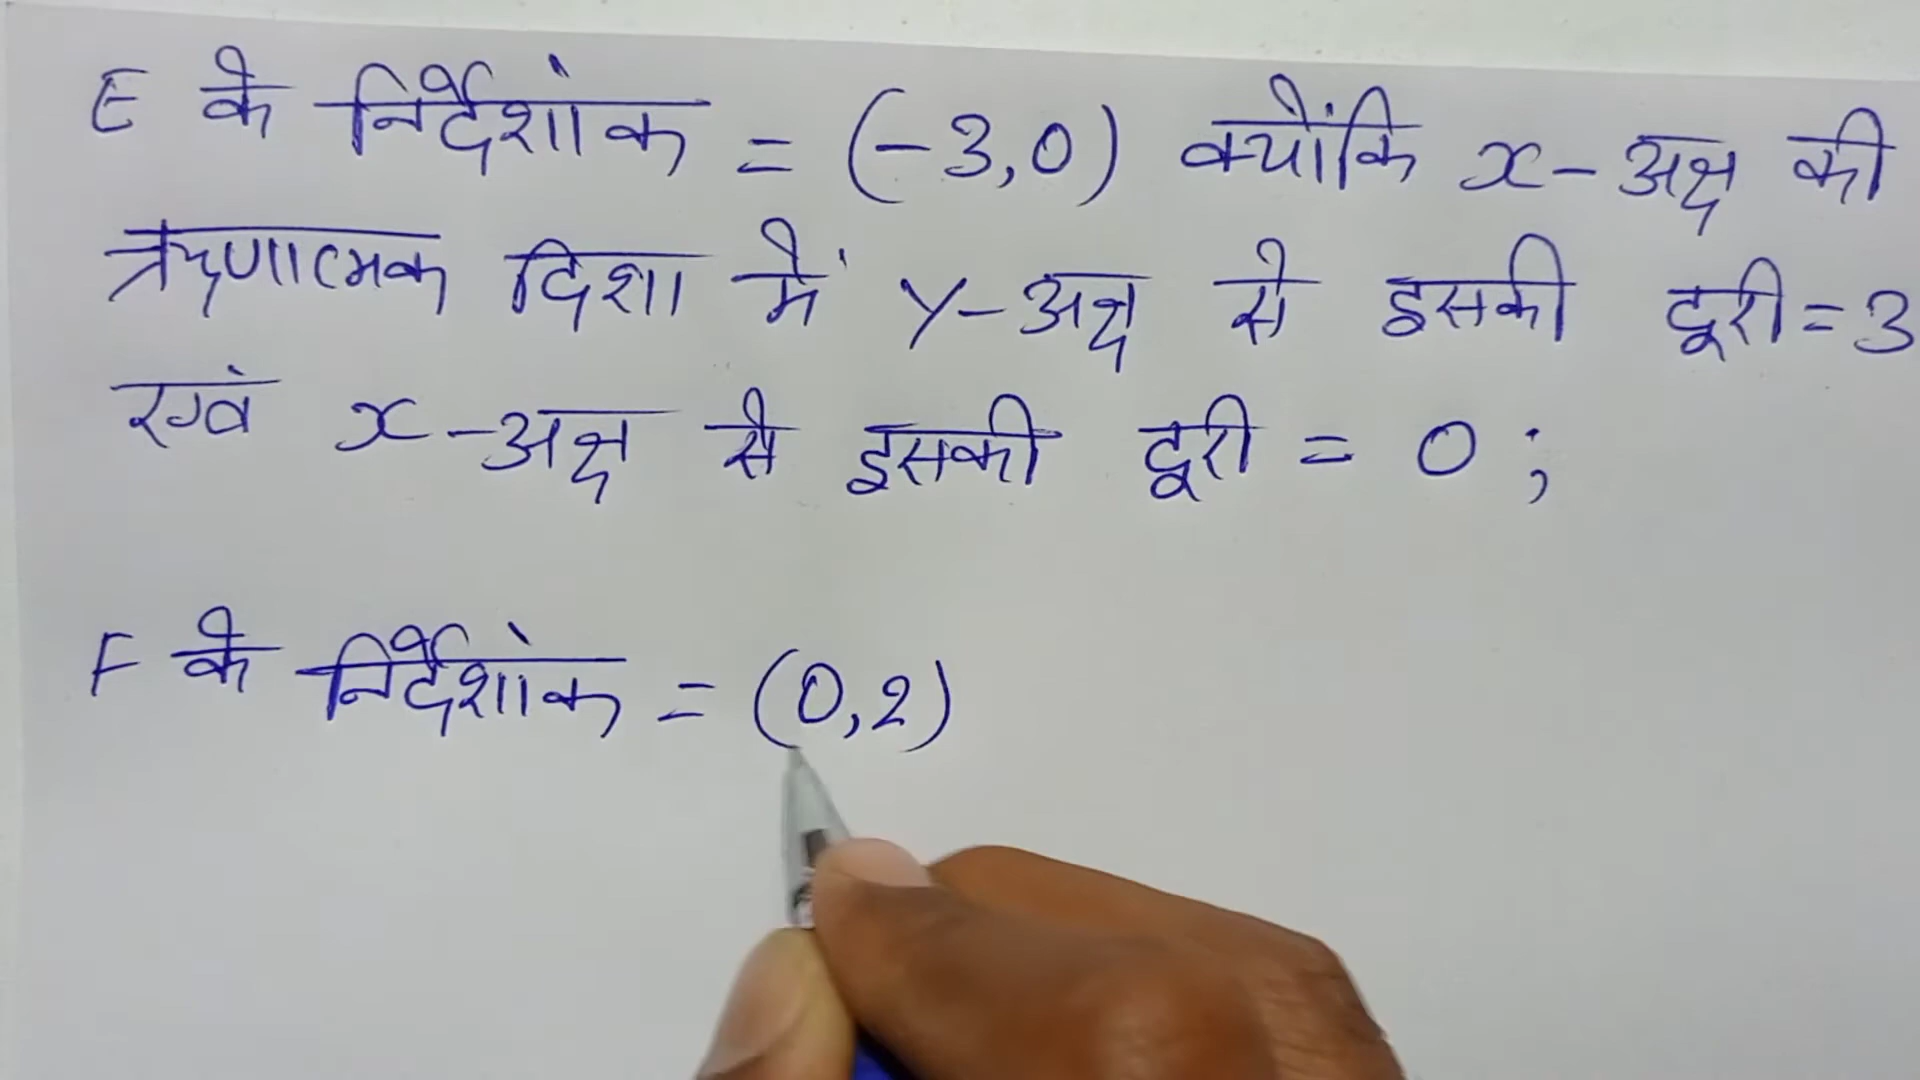 E के निर्देशांक = (-3,0) क्योंकि x-अक्ष की
ऋणात्मक दिशा में y-अक्ष से इसकी दूरी=3
एवं x-अक्ष से इसकी दूरी = 0 ;
F के निर्देशांक = (0,2)